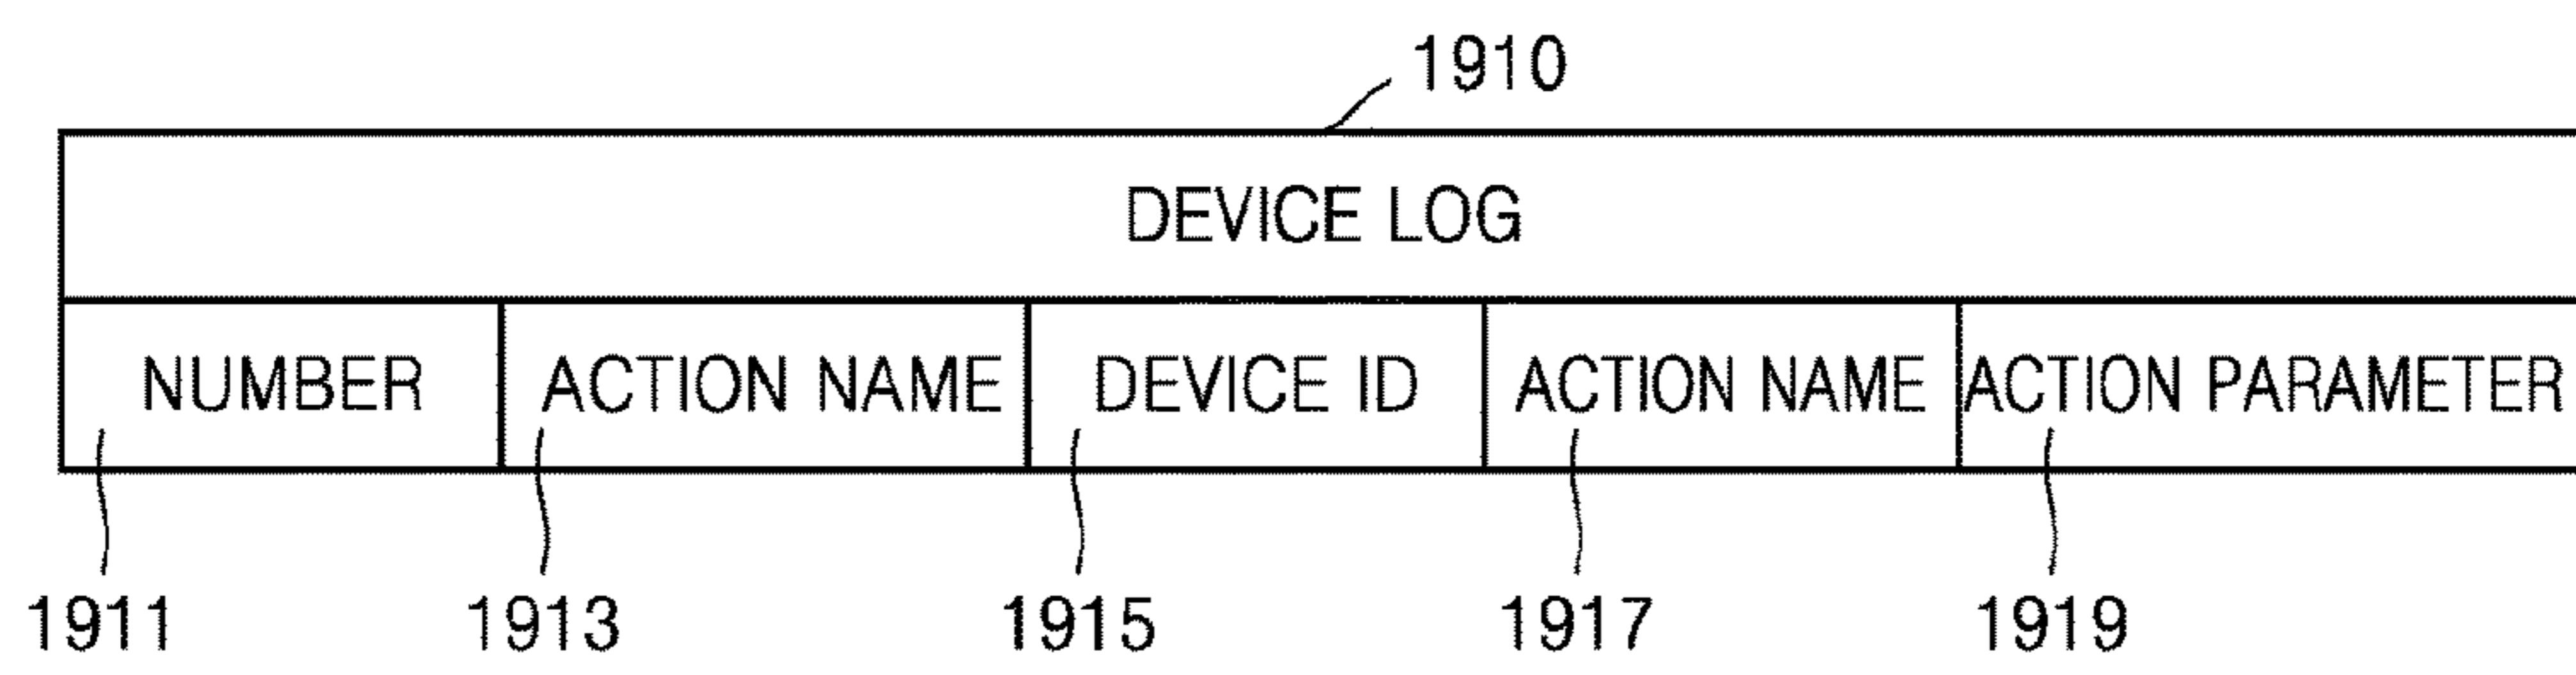 1910
DEVICE LOG
NUMBER ACTION NAME DEVICE ID ACTION NAME ACTION PARAMETER
1911 1913 1915 1917 1919